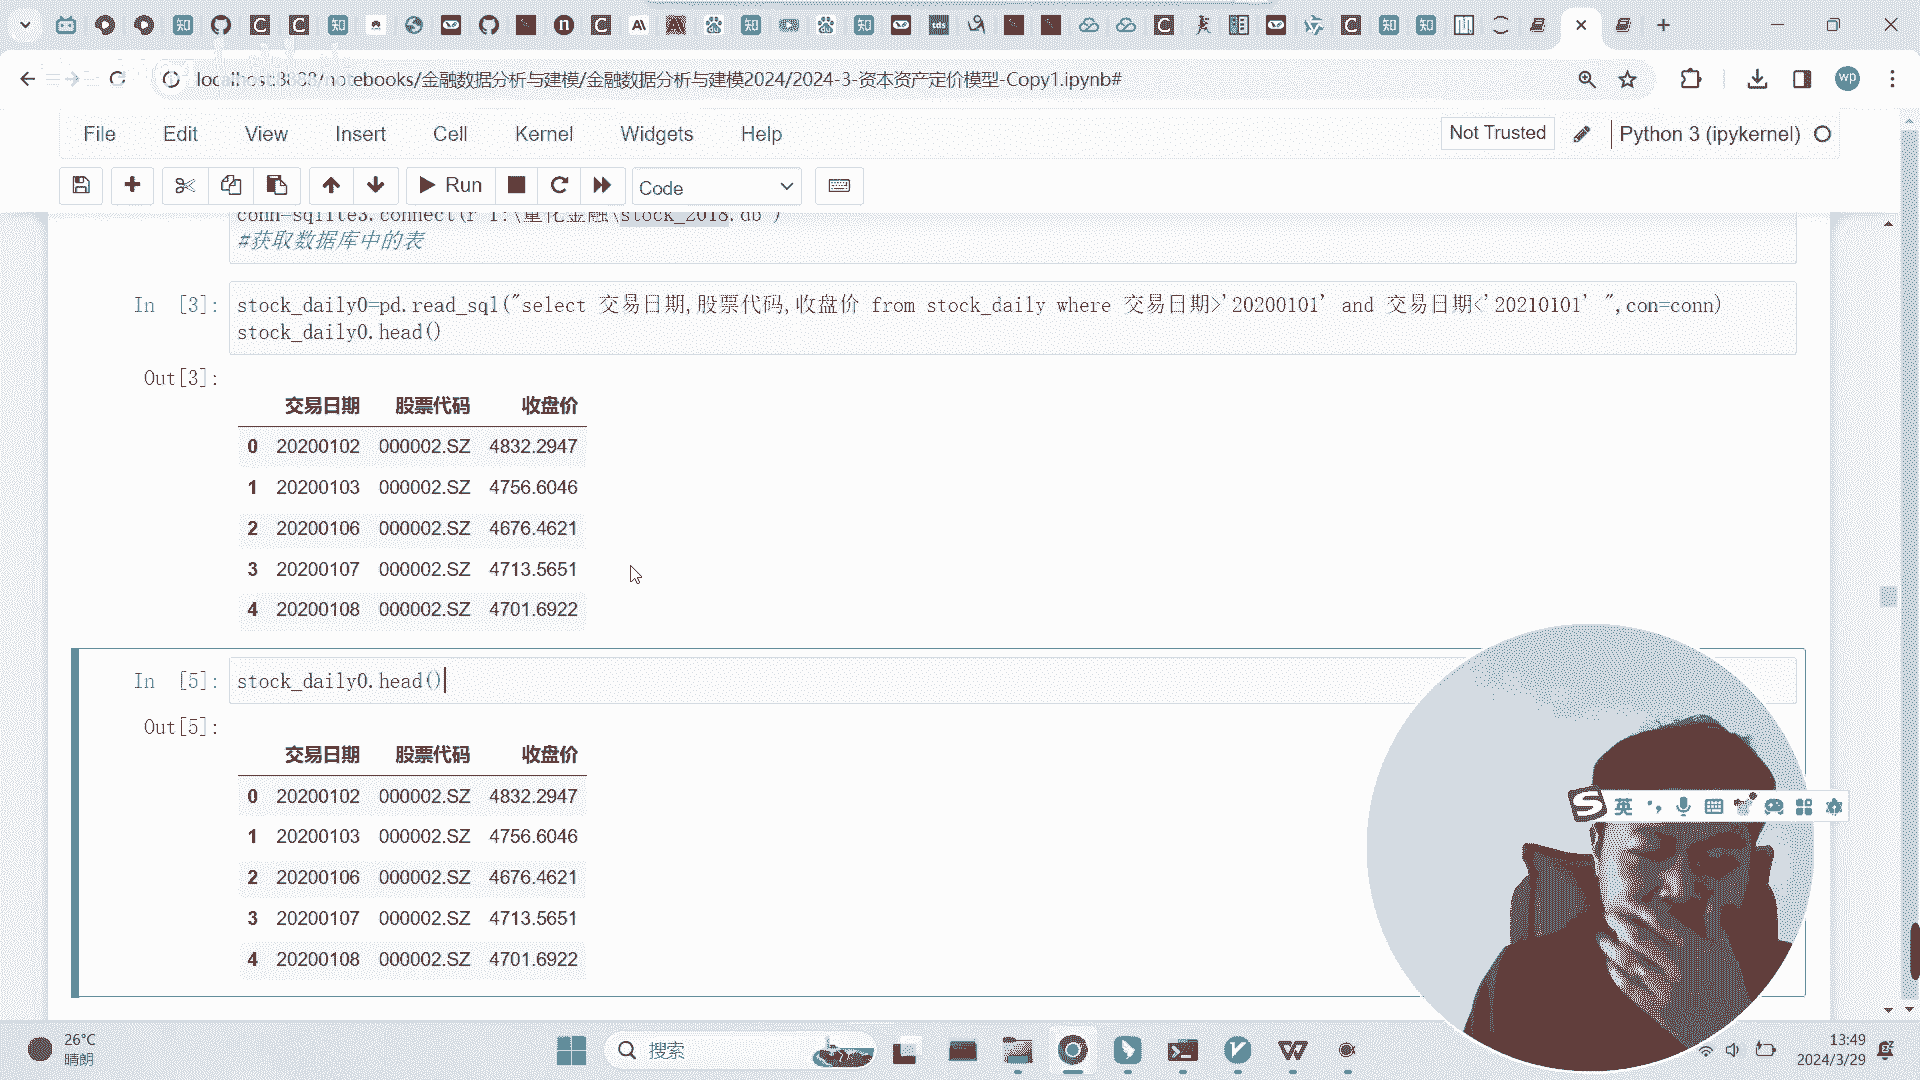 localhost:8888/notebooks/金融数据分析与建模/金融数据分析与建模2024/2024-3-资本资产定价模型-Copy1.ipynb#
wp
File Edit View Insert Cell Kernel Widgets Help
Not Trusted
Python 3 (ipykernel)
Run
Code
conn=sqlite3.connect(r'I:\量化金融\stock_2018.db')
#获取数据库中的表
In [3]: stock_daily0=pd.read_sql("select 交易日期,股票代码,收盘价 from stock_daily where 交易日期>'20200101' and 交易日期<'20210101' ",con=conn)
stock_daily0.head()
Out[3]:
交易日期 股票代码 收盘价
0 20200102 000002.SZ 4832.2947
1 20200103 000002.SZ 4756.6046
2 20200106 000002.SZ 4676.4621
3 20200107 000002.SZ 4713.5651
4 20200108 000002.SZ 4701.6922
In [5]: stock_daily0.head()
Out[5]:
交易日期 股票代码 收盘价
0 20200102 000002.SZ 4832.2947
1 20200103 000002.SZ 4756.6046
2 20200106 000002.SZ 4676.4621
3 20200107 000002.SZ 4713.5651
4 20200108 000002.SZ 4701.6922
英
26°C
晴朗
搜索
13:49
2024/3/29